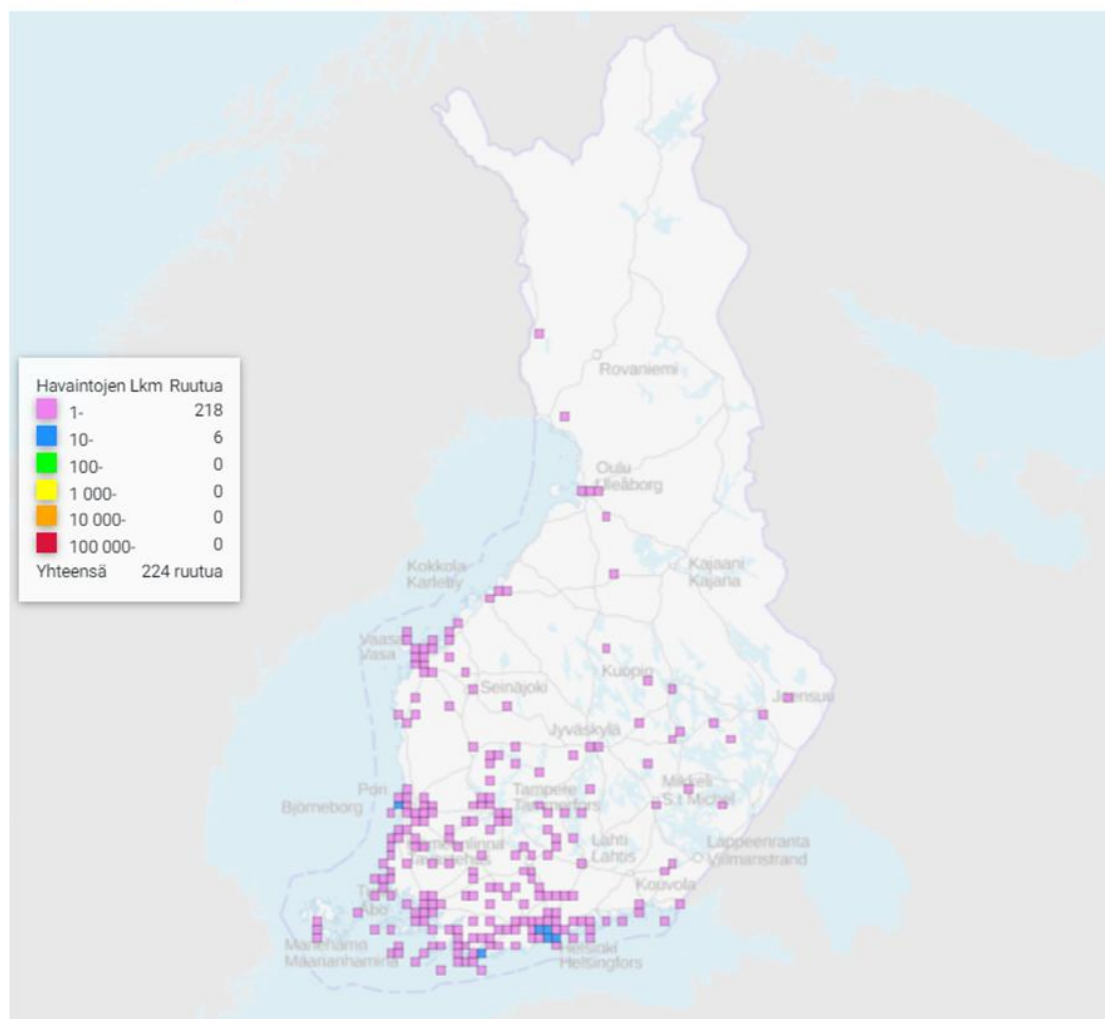 Havaintojen Lkm Ruutua
1- 218
10- 6
100- 0
1 000- 0
10 000- 0
100 000- 0
Yhteensä 224 ruutua
Rovaniemi
Oulu
Uleåborg
Kajaani
Kajana
Kokkola
Karleby
Vaasa
Vasa
Kuopio
Seinäjoki
Joensuu
Jyväskylä
Pori
Björneborg
Tampere
Tammerfors
Mikkeli
S:t Michel
Lahti
Lahtis
Lappeenranta
Villmanstrand
Kouvola
Åbo
Helsinki
Helsingfors
Maarianhamina